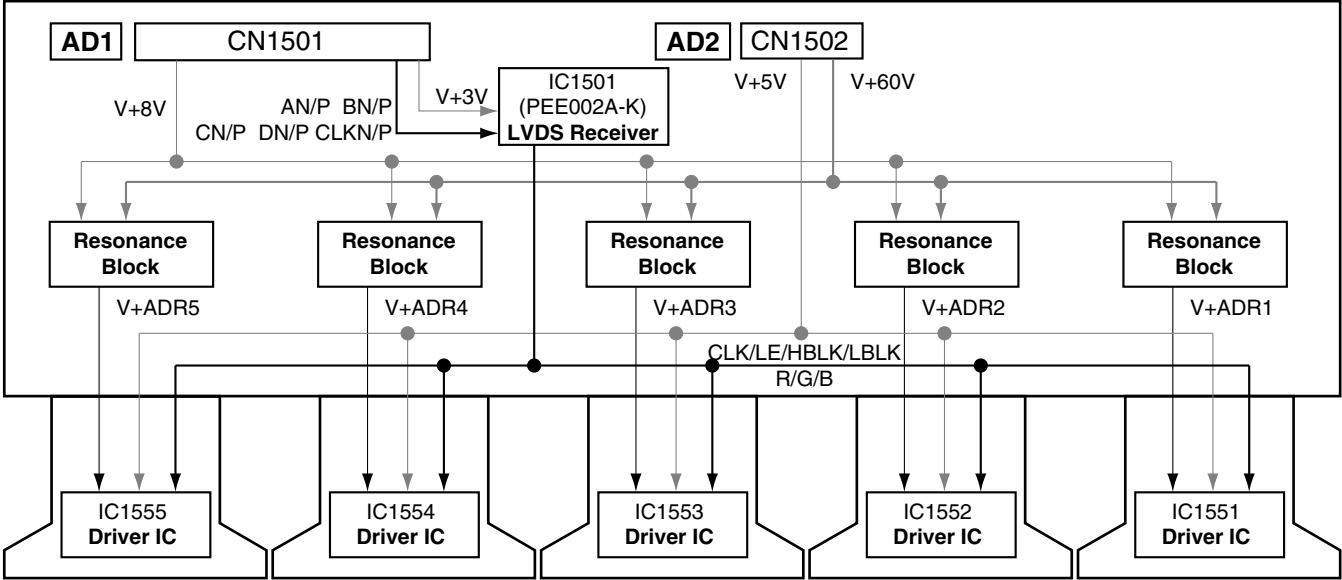 AD1
CN1501
AD2
CN1502
V+8V
AN/P BN/P
CN/P DN/P CLKN/P
V+3V
IC1501
(PEE002A-K)
LVDS Receiver
V+5V
V+60V
Resonance
Block
Resonance
Block
Resonance
Block
Resonance
Block
Resonance
Block
V+ADR5
V+ADR4
V+ADR3
V+ADR2
V+ADR1
CLK/LE/HBLK/LBLK
R/G/B
IC1555
Driver IC
IC1554
Driver IC
IC1553
Driver IC
IC1552
Driver IC
IC1551
Driver IC